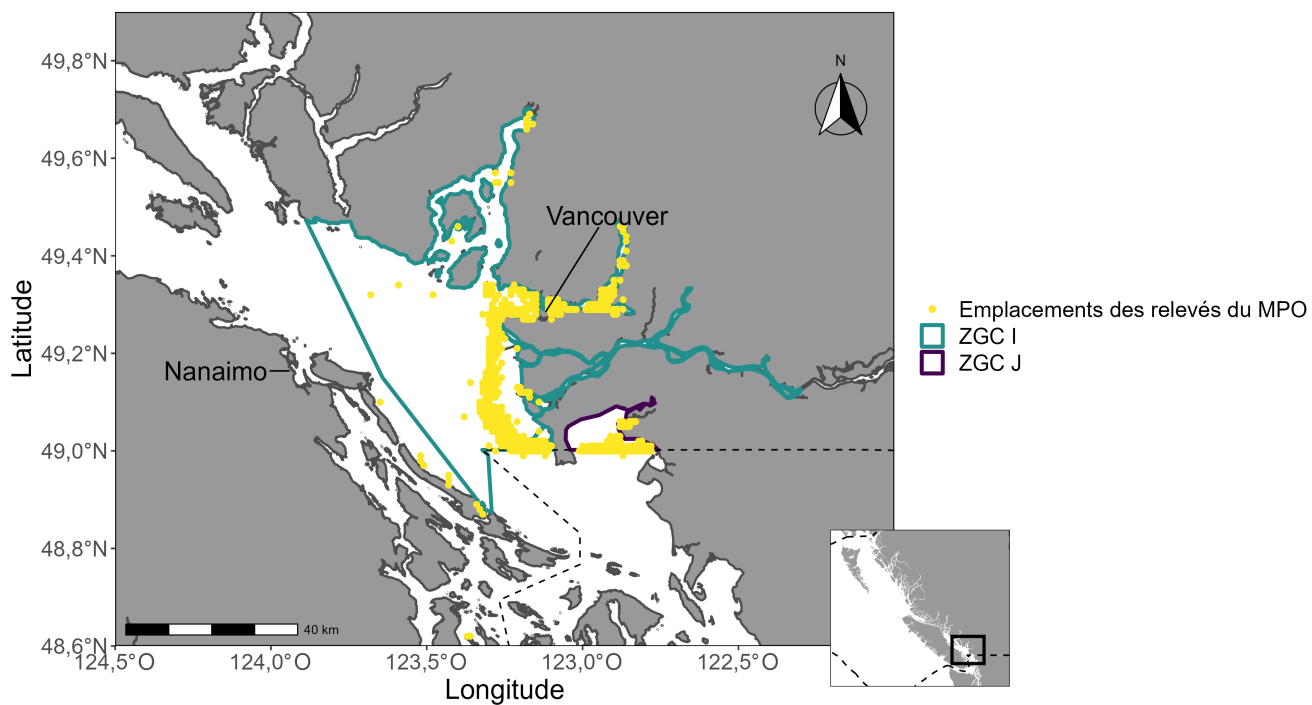 49,8°N
N
49,6°N
Vancouver
49,4°N
Emplacements des relevés du MPO
ZGC I
ZGC J
Latitude
49,2°N
Nanaimo
49,0°N
48,8°N
40 km
48,6°N
124,5°O
124,0°O
123,5°O
123,0°O
122,5°O
Longitude